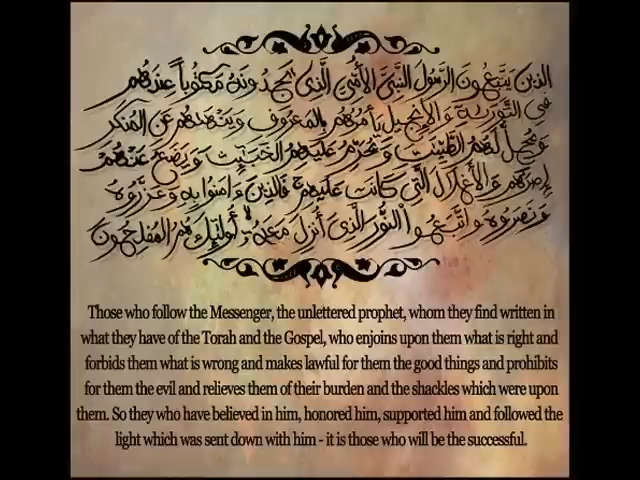 الذين يتبعون الرسول النبي الأمي الذي يجدونه مكتوباً عندهم
في التورية والإنجيل يأمرهم بالمعروف وينهىهم عن المنكر
ويحل لهم الطيبت ويحرم عليهم الخبيث ويضع عنهم
إصرهم والأغلال التي كانت عليهم فالذين ءامنوا به وعزروه
ونصروه واتبعوا النور الذي أنزل معه أولئك هم المفلحون
Those who follow the Messenger, the unlettered prophet, whom they find written in
what they have of the Torah and the Gospel, who enjoins upon them what is right and
forbids them what is wrong and makes lawful for them the good things and prohibits
for them the evil and relieves them of their burden and the shackles which were upon
them. So they who have believed in him, honored him, supported him and followed the
light which was sent down with him - it is those who will be the successful.